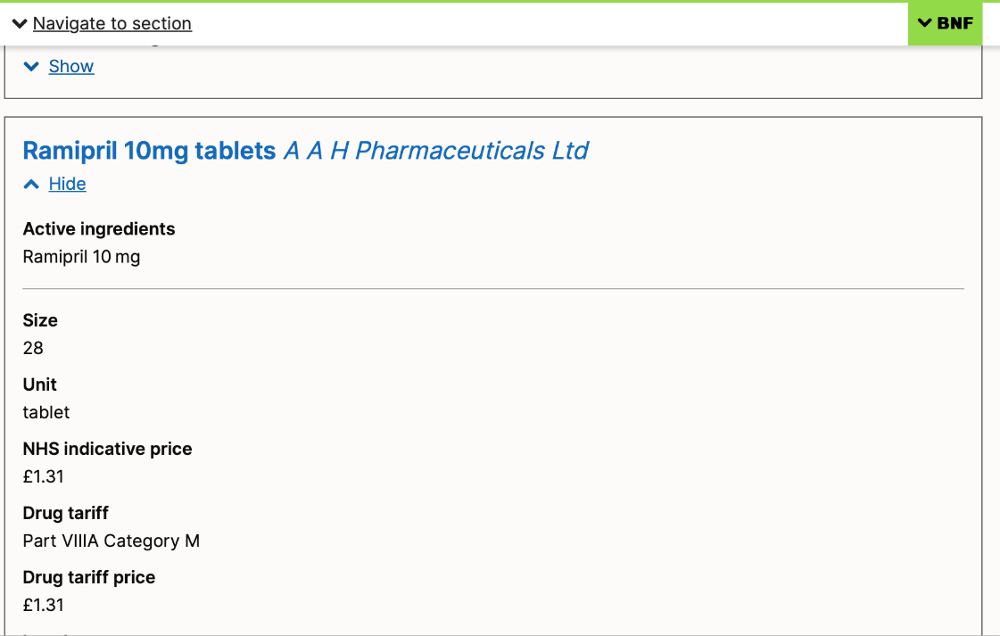 Navigate to section
BNF
Show
Ramipril 10mg tablets A A H Pharmaceuticals Ltd
Hide
Active ingredients
Ramipril 10 mg
Size
28
Unit
tablet
NHS indicative price
£1.31
Drug tariff
Part VIIIA Category M
Drug tariff price
£1.31